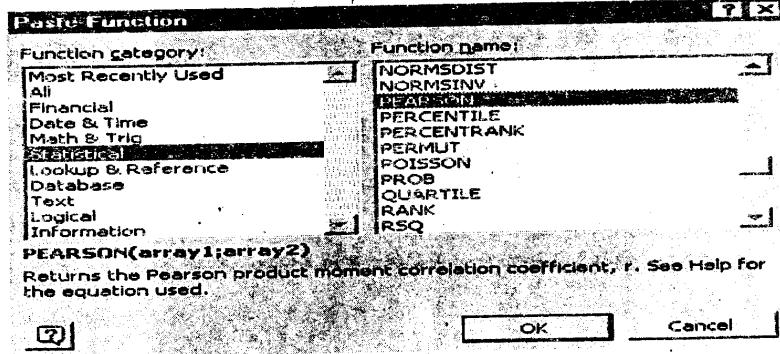 Paste Function
? X
Function category:
Most Recently Used
All
Financial
Date & Time
Math & Trig
Statistical
Lookup & Reference
Database
Text
Logical
Information
Function name:
NORMSDIST
NORMSINV
PEARSON
PERCENTILE
PERCENTRANK
PERMUT
POISSON
PROB
QUARTILE
RANK
RSQ
PEARSON(array1;array2)
Returns the Pearson product moment correlation coefficient, r. See Help for
the equation used.
?
OK
Cancel